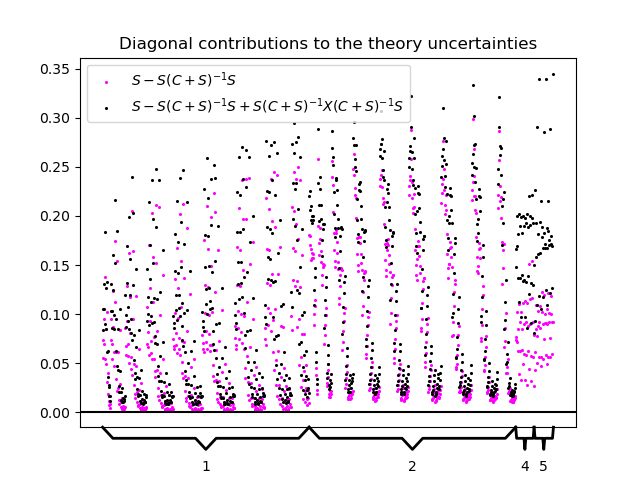 Diagonal contributions to the theory uncertainties
0.35
0.30
0.25
0.20
0.15
0.10
0.05
0.00
S − S(C + S)⁻¹S
S − S(C + S)⁻¹S + S(C + S)⁻¹X(C + S)⁻¹S
1 2 4 5